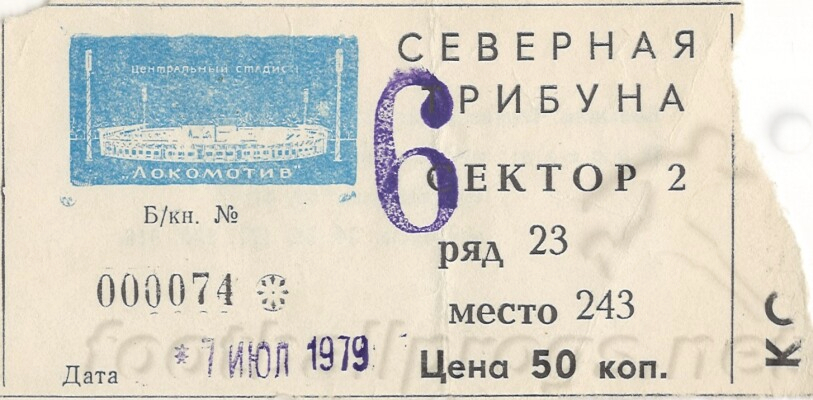 Центральный стадион
„Локомотив"
Б/кн. №
000074
* 7 ИЮЛ 1979
Дата
СЕВЕРНАЯ
ТРИБУНА
6
СЕКТОР 2
ряд 23
место 243
Цена 50 коп.
КО